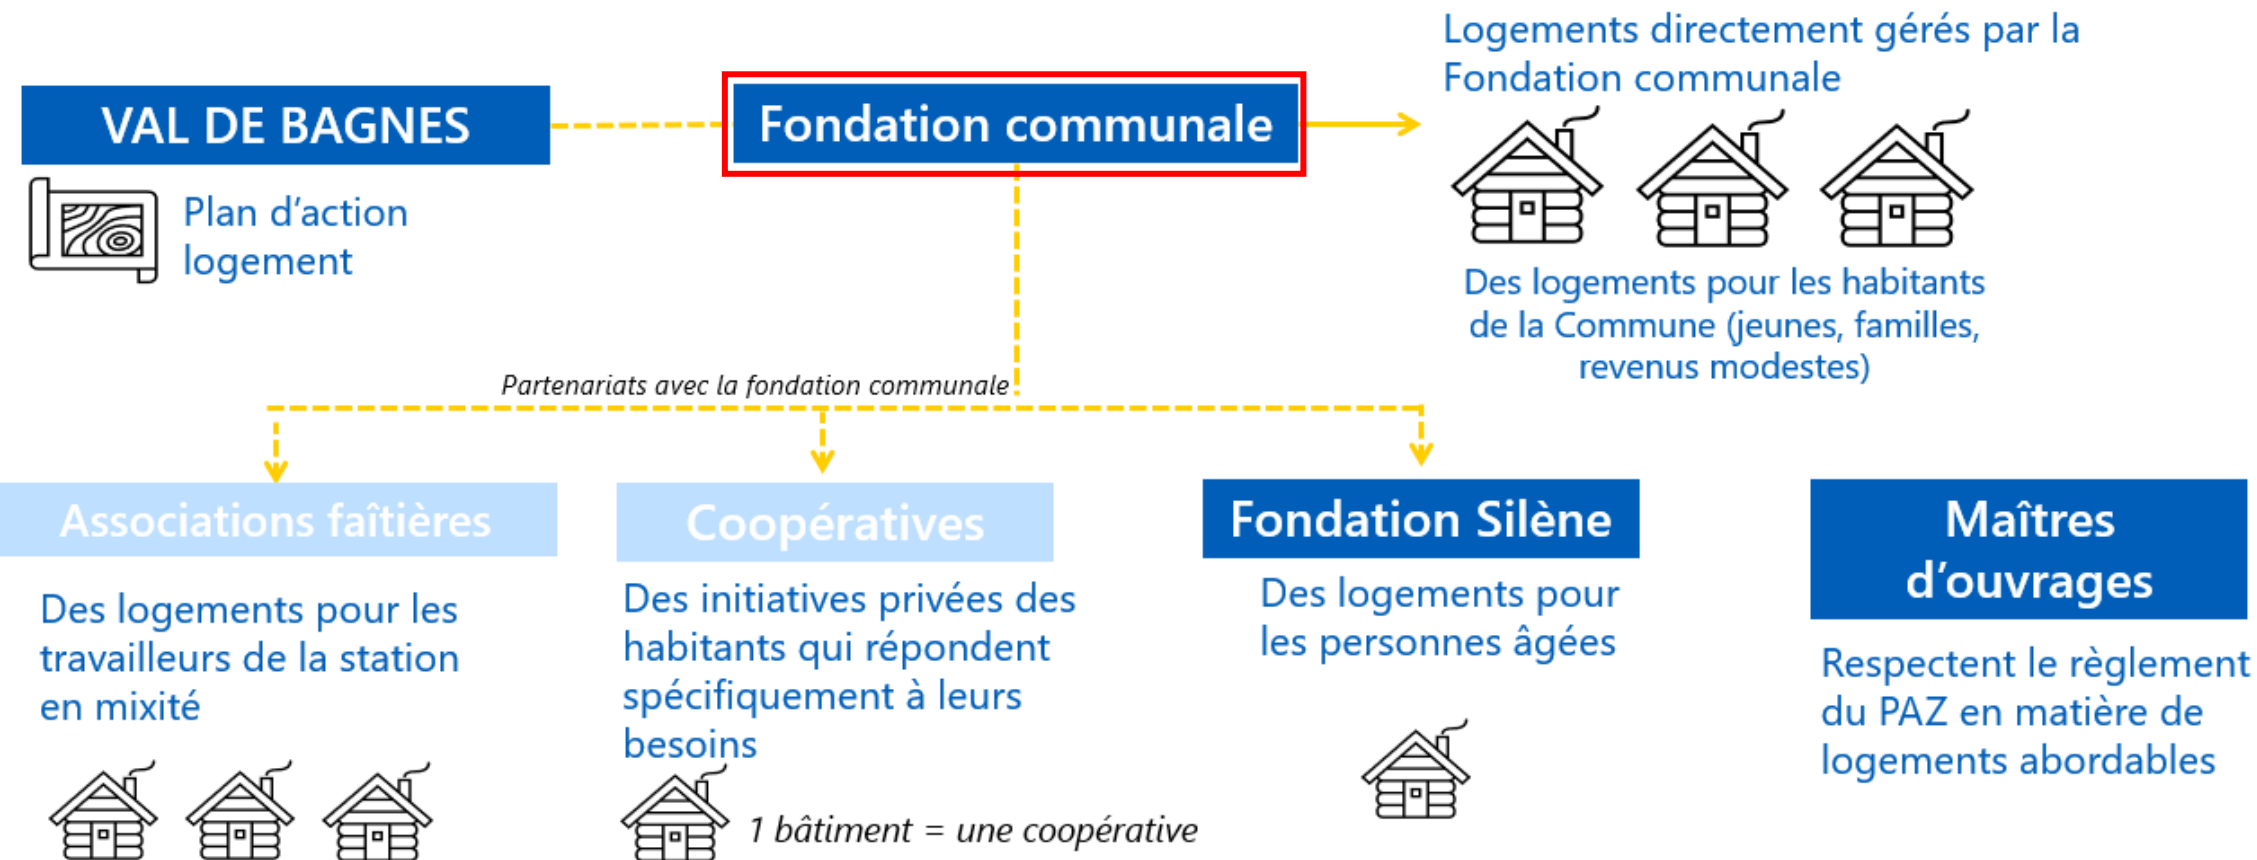 VAL DE BAGNES
Plan d'action
logement
Fondation communale
Logements directement gérés par la
Fondation communale
Des logements pour les habitants
de la Commune (jeunes, familles,
revenus modestes)
Partenariats avec la fondation communale
Associations faîtières
Des logements pour les
travailleurs de la station
en mixité
Coopératives
Des initiatives privées des
habitants qui répondent
spécifiquement à leurs
besoins
1 bâtiment = une coopérative
Fondation Silène
Des logements pour
les personnes âgées
Maîtres
d'ouvrages
Respectent le règlement
du PAZ en matière de
logements abordables